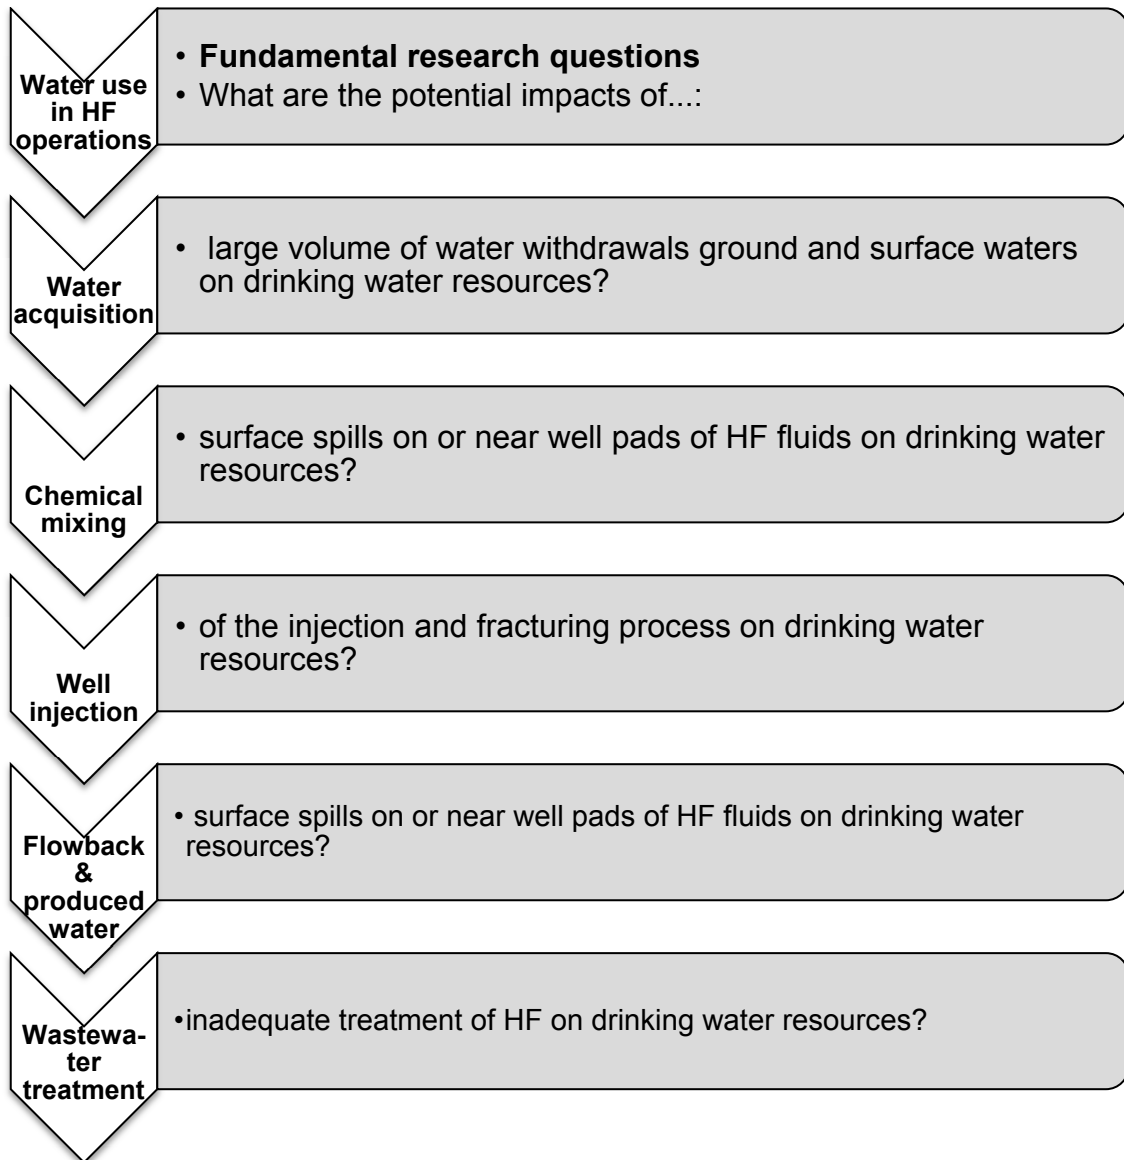 Water use
in HF
operations
• Fundamental research questions
• What are the potential impacts of...:
Water
acquisition
• large volume of water withdrawals ground and surface waters
on drinking water resources?
Chemical
mixing
• surface spills on or near well pads of HF fluids on drinking water
resources?
Well
injection
• of the injection and fracturing process on drinking water
resources?
Flowback
&
produced
water
• surface spills on or near well pads of HF fluids on drinking water
resources?
Wastewa-
ter
treatment
•inadequate treatment of HF on drinking water resources?